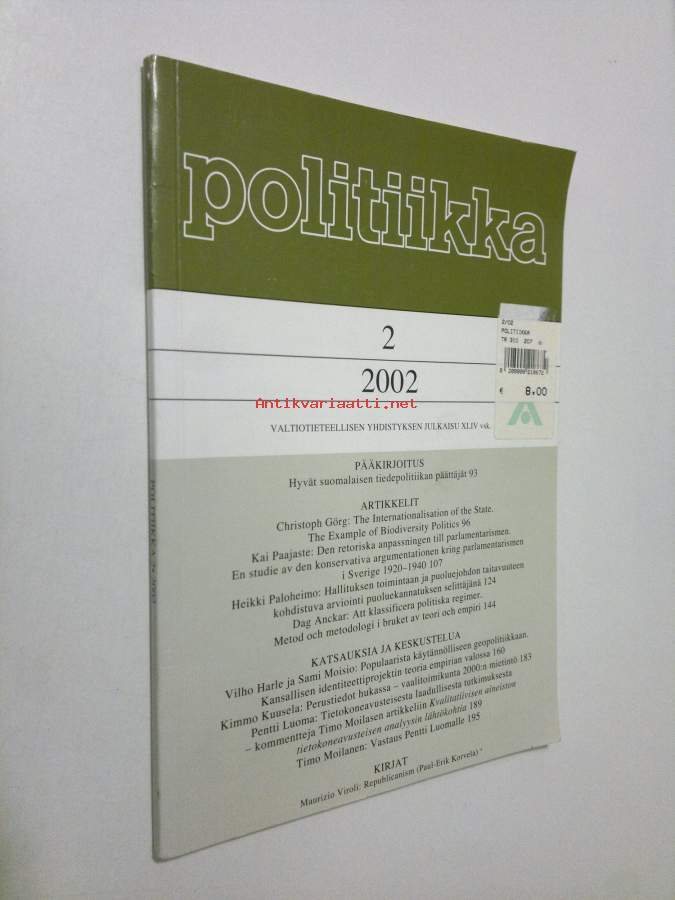 politiikka
2
2002
2/02
POLITIIKKA
€ 8.00
Antikvariaatti.net
VALTIOTIETEELLISEN YHDISTYKSEN JULKAISU XLIV vsk.
PÄÄKIRJOITUS
Hyvät suomalaisen tiedepolitiikan päättäjät 93
ARTIKKELIT
Christoph Görg: The Internationalisation of the State.
The Example of Biodiversity Politics 96
Kai Paajaste: Den retoriska anpassningen till parlamentarismen.
En studie av den konservativa argumentationen kring parlamentarismen
i Sverige 1920–1940 107
Heikki Paloheimo: Hallituksen toimintaan ja puoluejohdon taitavuuteen
kohdistuva arviointi puoluekannatuksen selittäjänä 124
Dag Anckar: Att klassificera politiska regimer.
Metod och metodologi i bruket av teori och empiri 144
KATSAUKSIA JA KESKUSTELUA
Vilho Harle ja Sami Moisio: Populaarista käytännölliseen geopolitiikkaan.
Kansallisen identiteettiprojektin teoria empirian valossa 160
Kimmo Kuusela: Perustiedot hukassa – vaalitoimikunta 2000:n mietintö 183
Pentti Luoma: Tietokoneavusteisesta laadullisesta tutkimuksesta
– kommentteja Timo Moilasen artikkeliin Kvalitatiivisen aineiston
tietokoneavusteisen analyysin lähtökohtia 189
Timo Moilanen: Vastaus Pentti Luomalle 195
KIRJAT
Maurizio Viroli: Republicanism (Paul-Erik Korvela)